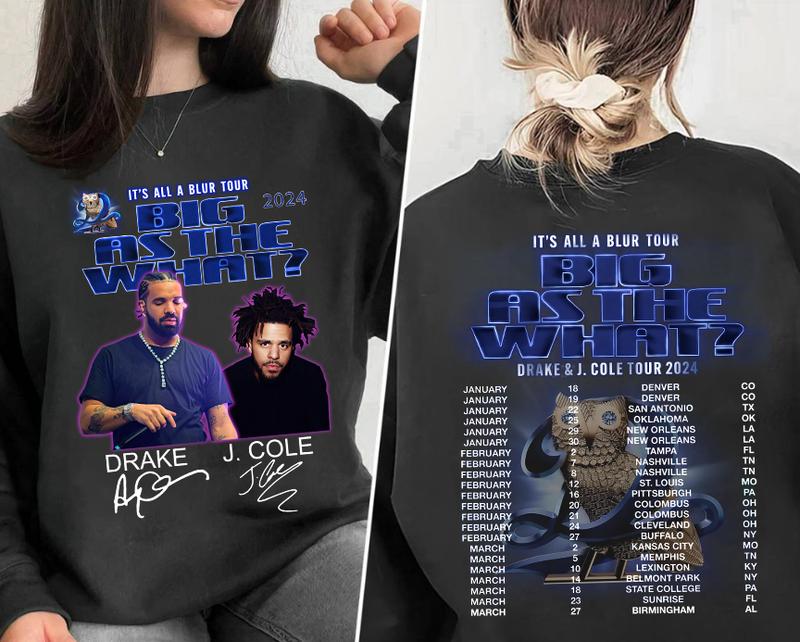 IT'S ALL A BLUR TOUR
2024
BIG
AS THE
WHAT?
DRAKE
J. COLE
IT'S ALL A BLUR TOUR
BIG
AS THE
WHAT?
DRAKE & J. COLE TOUR 2024
JANUARY 18 DENVER CO
JANUARY 19 DENVER CO
JANUARY 22 SAN ANTONIO TX
JANUARY 25 OKLAHOMA OK
JANUARY 29 NEW ORLEANS LA
JANUARY 30 NEW ORLEANS LA
FEBRUARY 2 TAMPA FL
FEBRUARY 7 NASHVILLE TN
FEBRUARY 8 NASHVILLE TN
FEBRUARY 12 ST. LOUIS MO
FEBRUARY 16 PITTSBURGH PA
FEBRUARY 20 COLOMBUS OH
FEBRUARY 21 COLOMBUS OH
FEBRUARY 24 CLEVELAND OH
FEBRUARY 27 BUFFALO NY
MARCH 2 KANSAS CITY MO
MARCH 5 MEMPHIS TN
MARCH 10 LEXINGTON KY
MARCH 14 BELMONT PARK NY
MARCH 18 STATE COLLEGE PA
MARCH 23 SUNRISE FL
MARCH 27 BIRMINGHAM AL